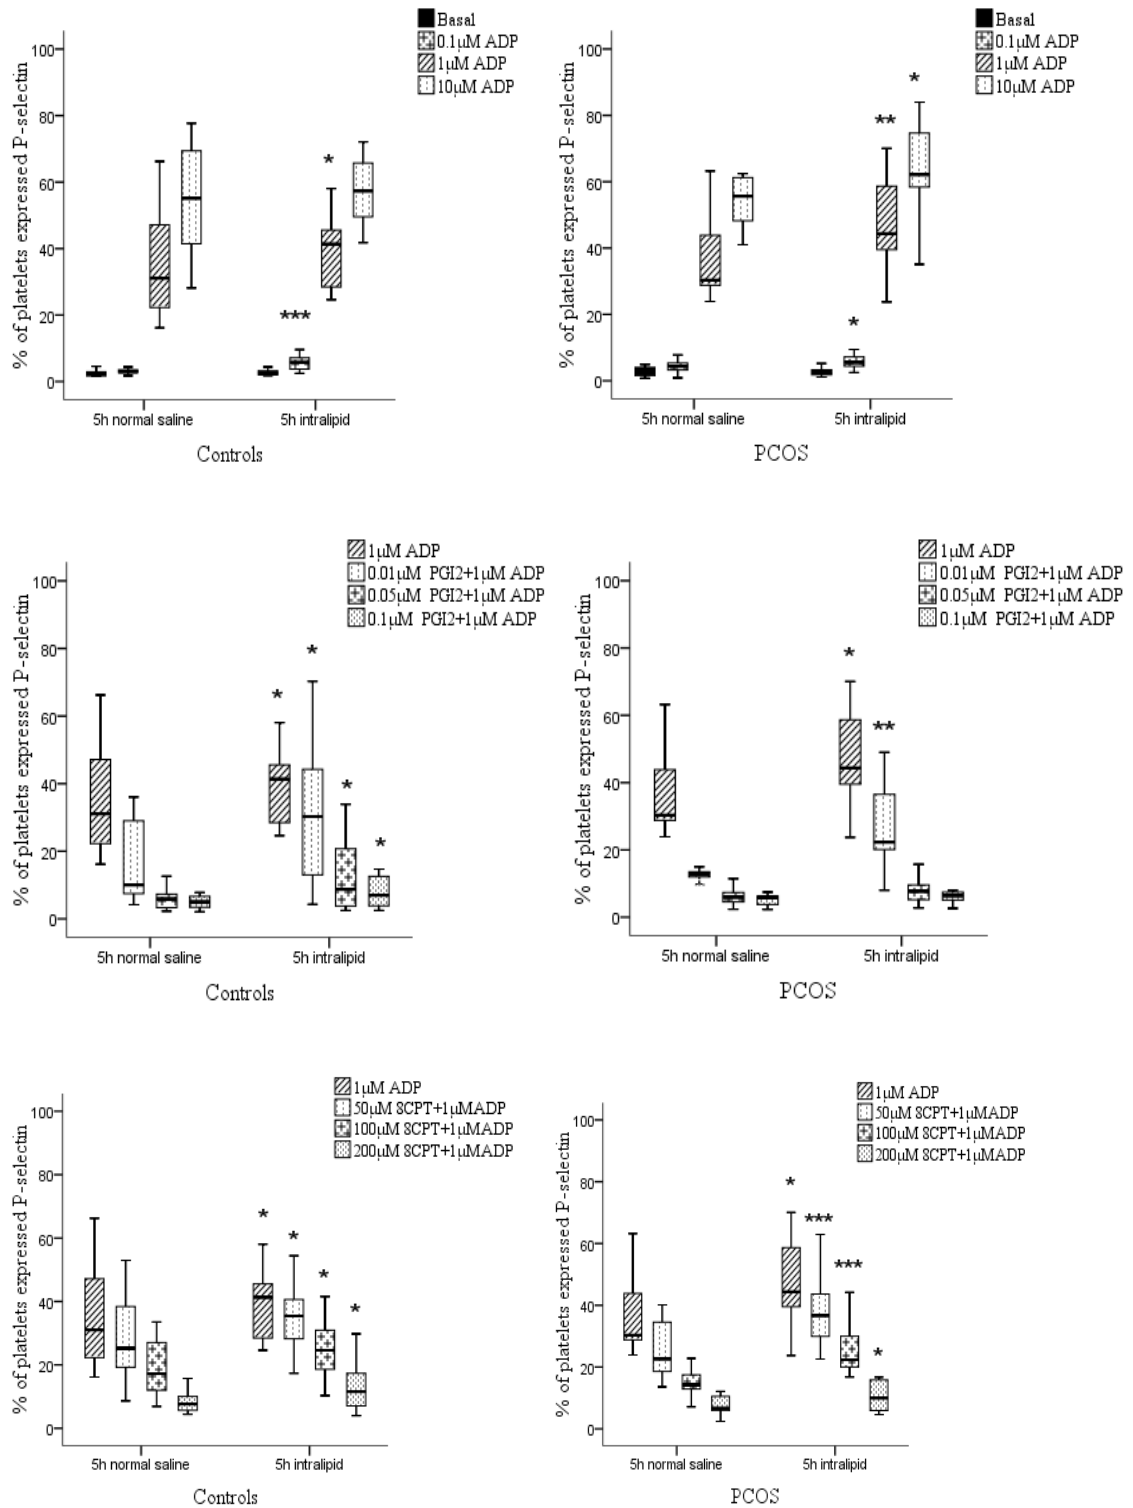 Basal
0.1μM ADP
1μM ADP
10μM ADP
% of platelets expressed P-selectin
100
80
60
40
20
0
***
*
5h normal saline
5h intralipid
Controls
Basal
0.1μM ADP
1μM ADP
10μM ADP
% of platelets expressed P-selectin
100
80
60
40
20
0
*
**
*
5h normal saline
5h intralipid
PCOS
1μM ADP
0.01μM PGI2+1μM ADP
0.05μM PGI2+1μM ADP
0.1μM PGI2+1μM ADP
% of platelets expressed P-selectin
100
80
60
40
20
0
*
*
*
*
5h normal saline
5h intralipid
Controls
1μM ADP
0.01μM PGI2+1μM ADP
0.05μM PGI2+1μM ADP
0.1μM PGI2+1μM ADP
% of platelets expressed P-selectin
100
80
60
40
20
0
*
**
5h normal saline
5h intralipid
PCOS
1μM ADP
50μM 8CPT+1μMADP
100μM 8CPT+1μMADP
200μM 8CPT+1μMADP
% of platelets expressed P-selectin
100
80
60
40
20
0
*
*
*
*
5h normal saline
5h intralipid
Controls
1μM ADP
50μM 8CPT+1μMADP
100μM 8CPT+1μMADP
200μM 8CPT+1μMADP
% of platelets expressed P-selectin
100
80
60
40
20
0
*
***
***
*
5h normal saline
5h intralipid
PCOS